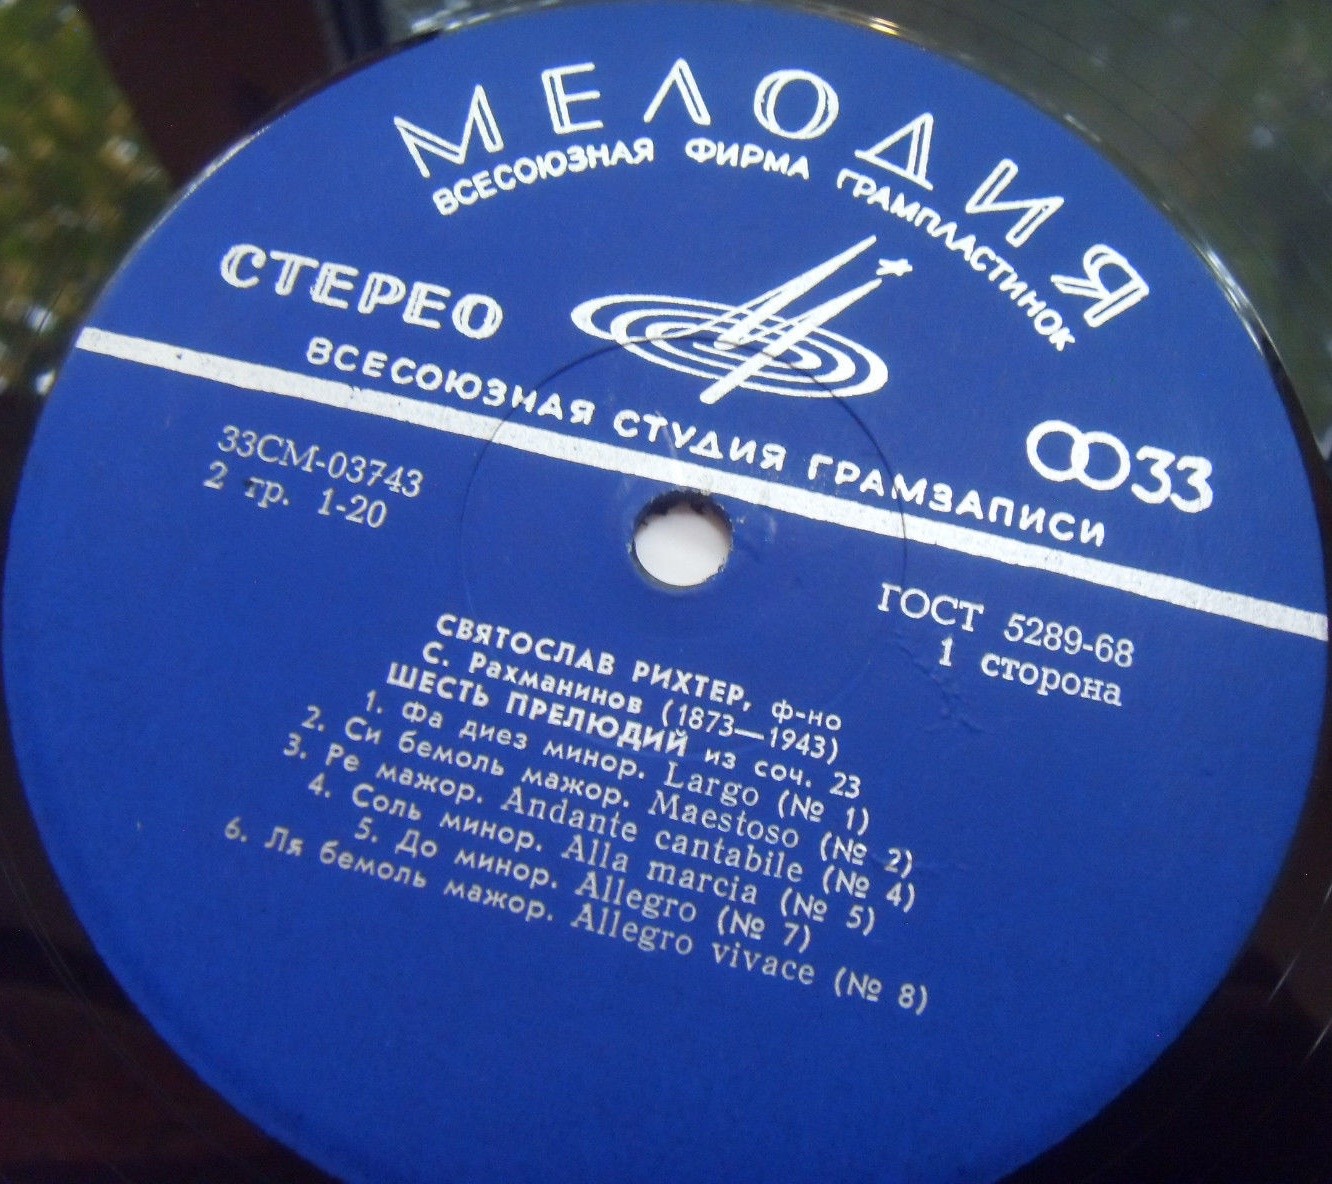 МЕЛОДИЯ
ВСЕСОЮЗНАЯ ФИРМА ГРАМПЛАСТИНОК
СТЕРЕО
ВСЕСОЮЗНАЯ СТУДИЯ ГРАМЗАПИСИ
33
33СМ-03743
2 гр. 1-20
ГОСТ 5289-68
1 сторона
СВЯТОСЛАВ РИХТЕР, ф-но
С. Рахманинов (1873—1943)
ШЕСТЬ ПРЕЛЮДИЙ из соч. 23
1. Фа диез минор. Largo (№ 1)
2. Си бемоль мажор. Maestoso (№ 2)
3. Ре мажор. Andante cantabile (№ 4)
4. Соль минор. Alla marcia (№ 5)
5. До минор. Allegro (№ 7)
6. Ля бемоль мажор. Allegro vivace (№ 8)